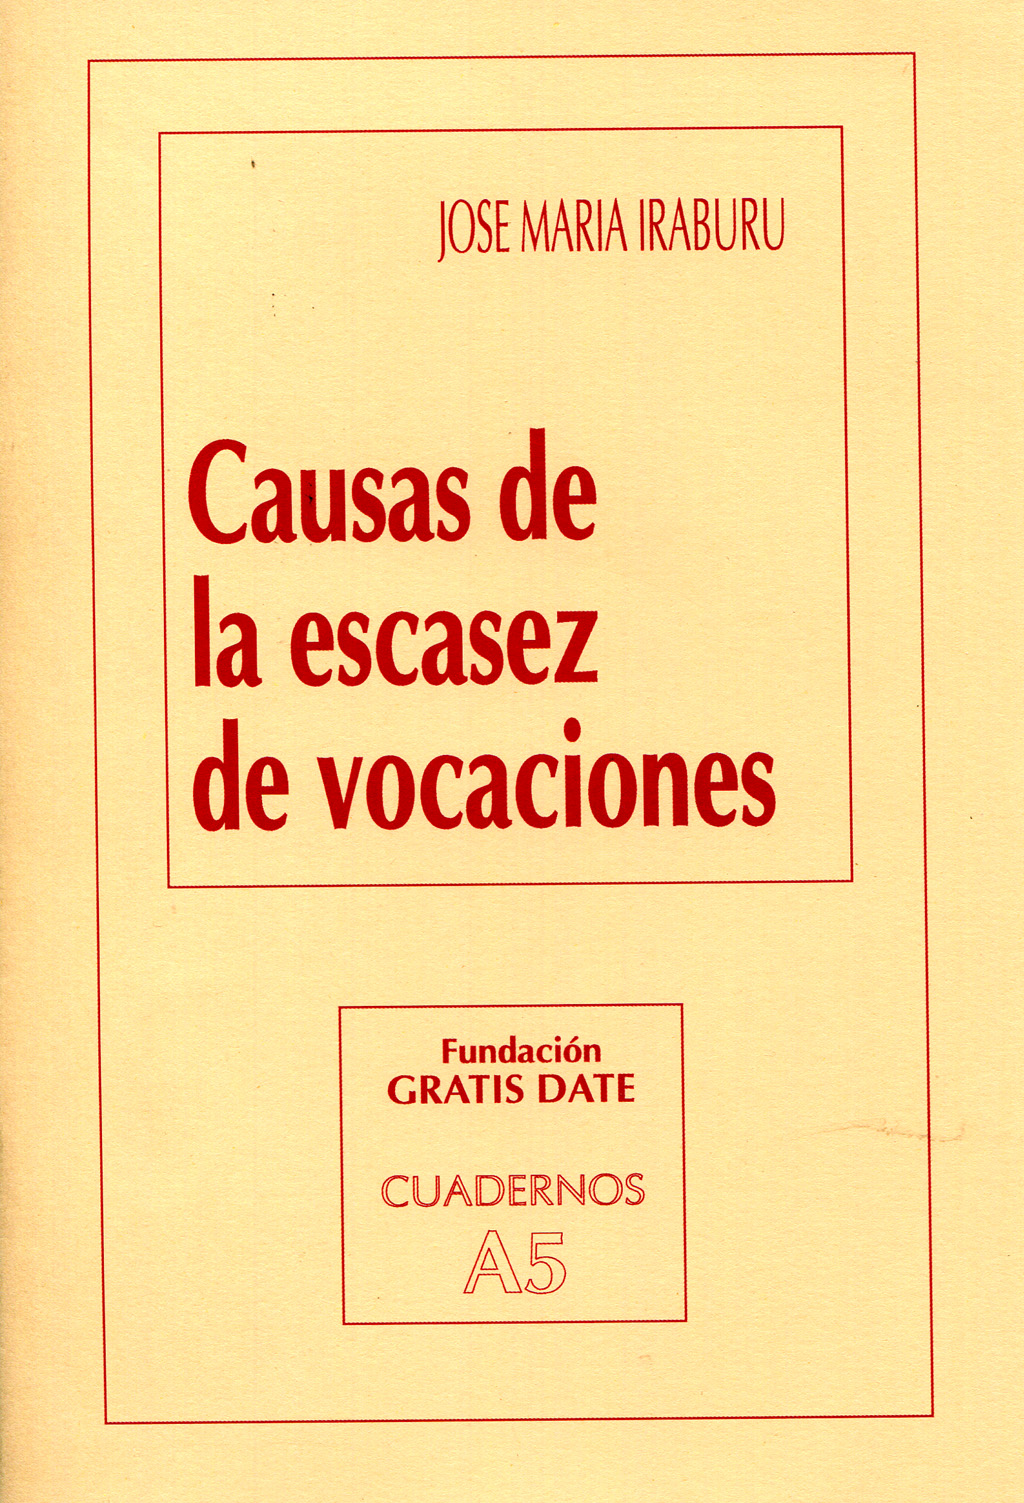 JOSE MARIA IRABURU
Causas de
la escasez
de vocaciones
Fundación
GRATIS DATE
CUADERNOS
A5